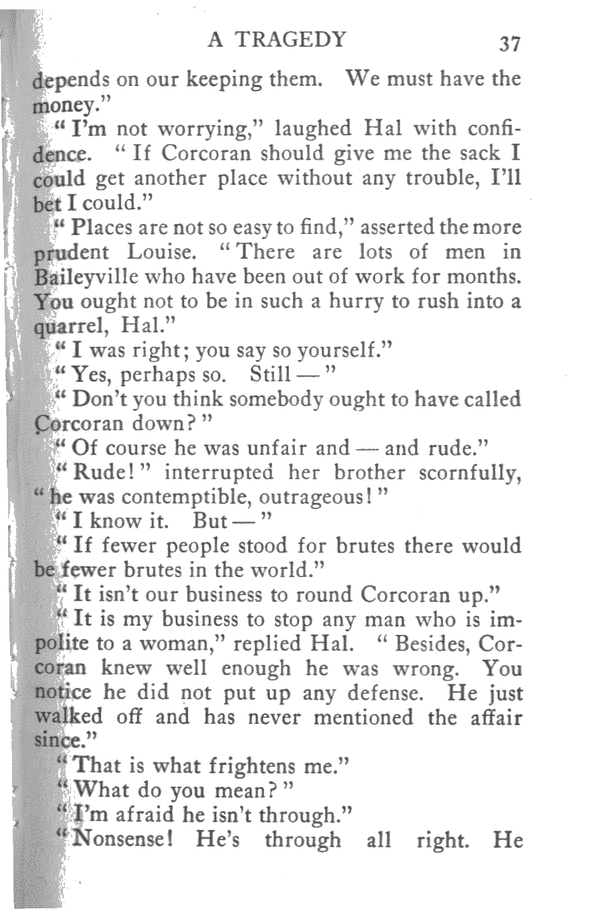 A TRAGEDY 37
depends on our keeping them. We must have the
money.”
“ I’m not worrying,” laughed Hal with confi-
dence. “ If Corcoran should give me the sack I
could get another place without any trouble, I’ll
bet I could.”
“ Places are not so easy to find,” asserted the more
prudent Louise. “ There are lots of men in
Baileyville who have been out of work for months.
You ought not to be in such a hurry to rush into a
quarrel, Hal.”
“ I was right; you say so yourself.”
“ Yes, perhaps so. Still — ”
“ Don’t you think somebody ought to have called
Corcoran down? ”
“ Of course he was unfair and — and rude.”
“ Rude! ” interrupted her brother scornfully,
“ he was contemptible, outrageous! ”
“ I know it. But — ”
“ If fewer people stood for brutes there would
be fewer brutes in the world.”
“ It isn’t our business to round Corcoran up.”
“ It is my business to stop any man who is im-
polite to a woman,” replied Hal. “ Besides, Cor-
coran knew well enough he was wrong. You
notice he did not put up any defense. He just
walked off and has never mentioned the affair
since.”
“ That is what frightens me.”
“ What do you mean? ”
“ I’m afraid he isn’t through.”
“ Nonsense! He’s through all right. He